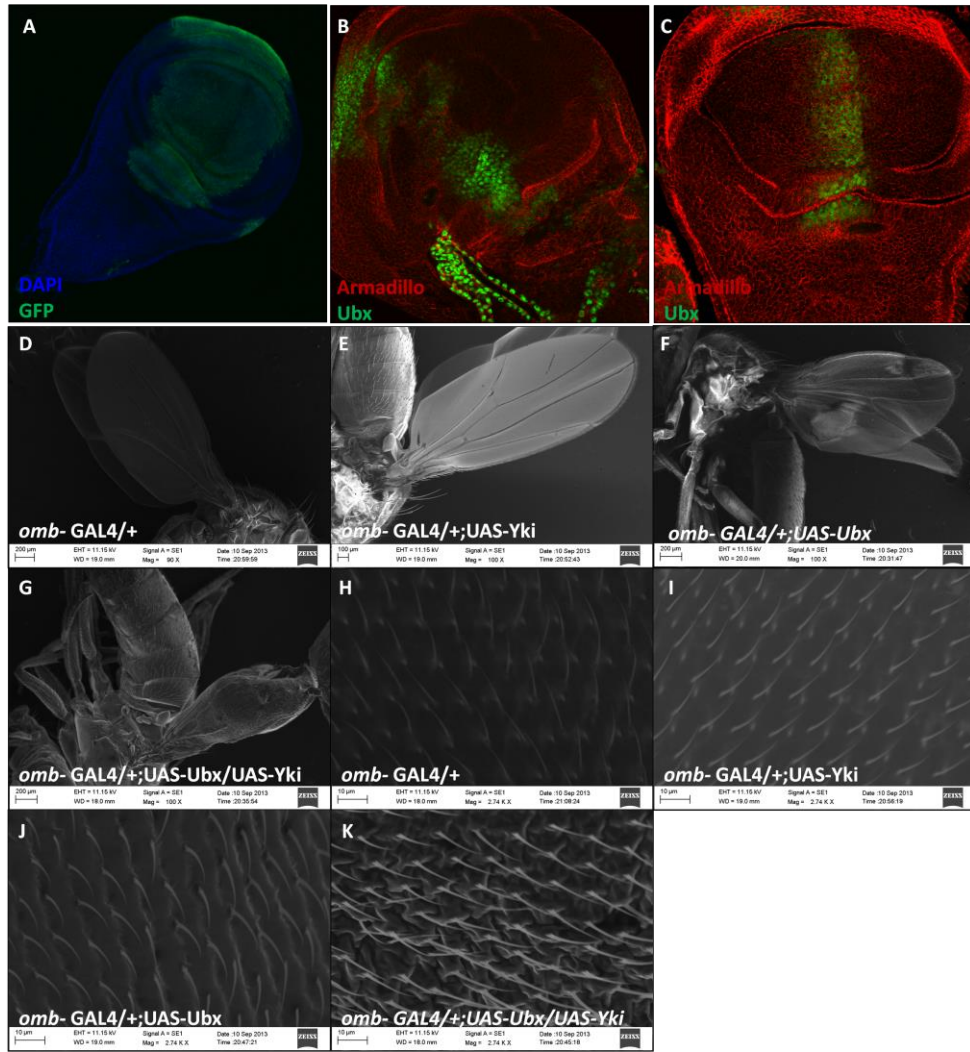 A
DAPI
GFP
B
Armadillo
Ubx
C
Armadillo
Ubx
D
omb- GAL4/+
200 µm
EHT = 11.15 kV
WD = 19.0 mm
Signal A = SE1
Mag = 90 X
Date :10 Sep 2013
Time :20:59:59
ZEISS
E
omb- GAL4/+;UAS-Yki
100 µm
EHT = 11.15 kV
WD = 19.0 mm
Signal A = SE1
Mag = 100 X
Date :10 Sep 2013
Time :20:52:43
ZEISS
F
omb- GAL4/+;UAS-Ubx
200 µm
EHT = 11.15 kV
WD = 20.0 mm
Signal A = SE1
Mag = 100 X
Date :10 Sep 2013
Time :20:31:47
ZEISS
G
omb- GAL4/+;UAS-Ubx/UAS-Yki
200 µm
EHT = 11.15 kV
WD = 19.0 mm
Signal A = SE1
Mag = 100 X
Date :10 Sep 2013
Time :20:35:54
ZEISS
H
omb- GAL4/+
10 µm
EHT = 11.15 kV
WD = 19.0 mm
Signal A = SE1
Mag = 2.74 K X
Date :10 Sep 2013
Time :21:08:24
ZEISS
I
omb- GAL4/+;UAS-Yki
10 µm
EHT = 11.15 kV
WD = 19.0 mm
Signal A = SE1
Mag = 2.74 K X
Date :10 Sep 2013
Time :20:56:19
ZEISS
J
omb- GAL4/+;UAS-Ubx
10 µm
EHT = 11.15 kV
WD = 19.0 mm
Signal A = SE1
Mag = 2.74 K X
Date :10 Sep 2013
Time :20:47:21
ZEISS
K
omb- GAL4/+;UAS-Ubx/UAS-Yki
10 µm
EHT = 11.15 kV
WD = 18.0 mm
Signal A = SE1
Mag = 2.74 K X
Date :10 Sep 2013
Time :20:45:18
ZEISS